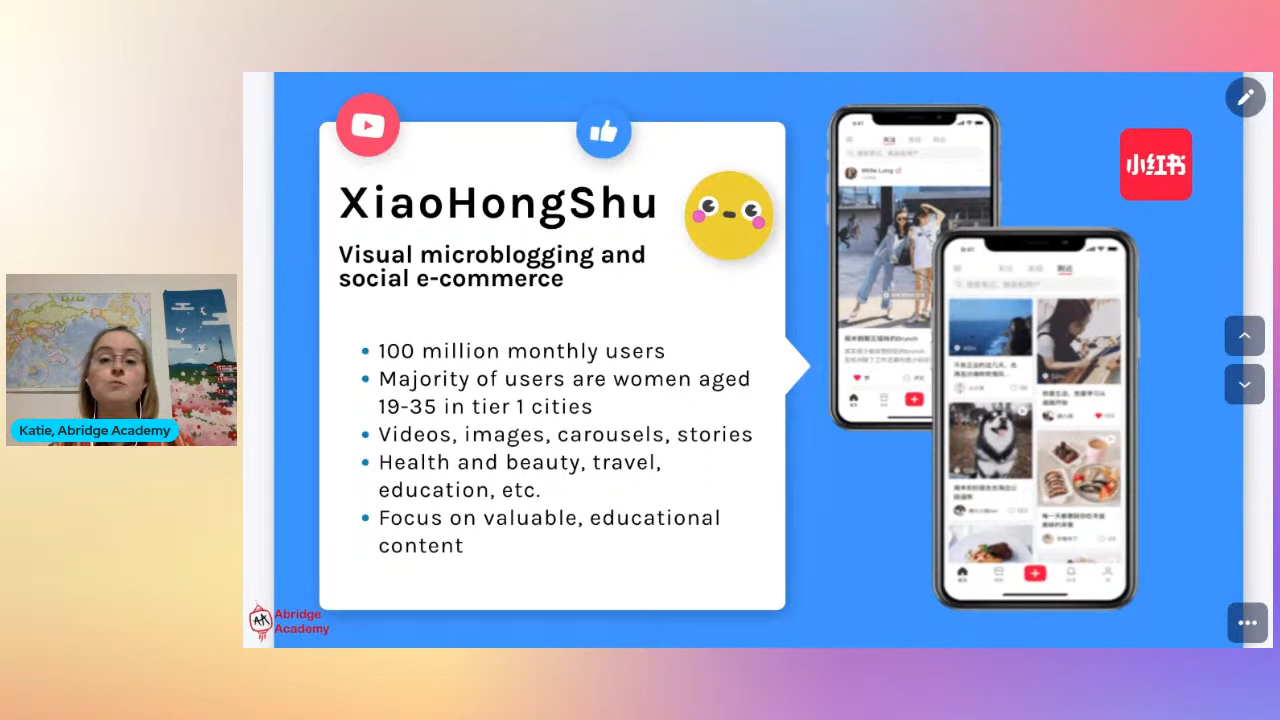 XiaoHongShu
Visual microblogging and
social e-commerce
100 million monthly users
Majority of users are women aged
19-35 in tier 1 cities
Videos, images, carousels, stories
Health and beauty, travel,
education, etc.
Focus on valuable, educational
content
小红书
Katie, Abridge Academy
AK
Abridge
Academy